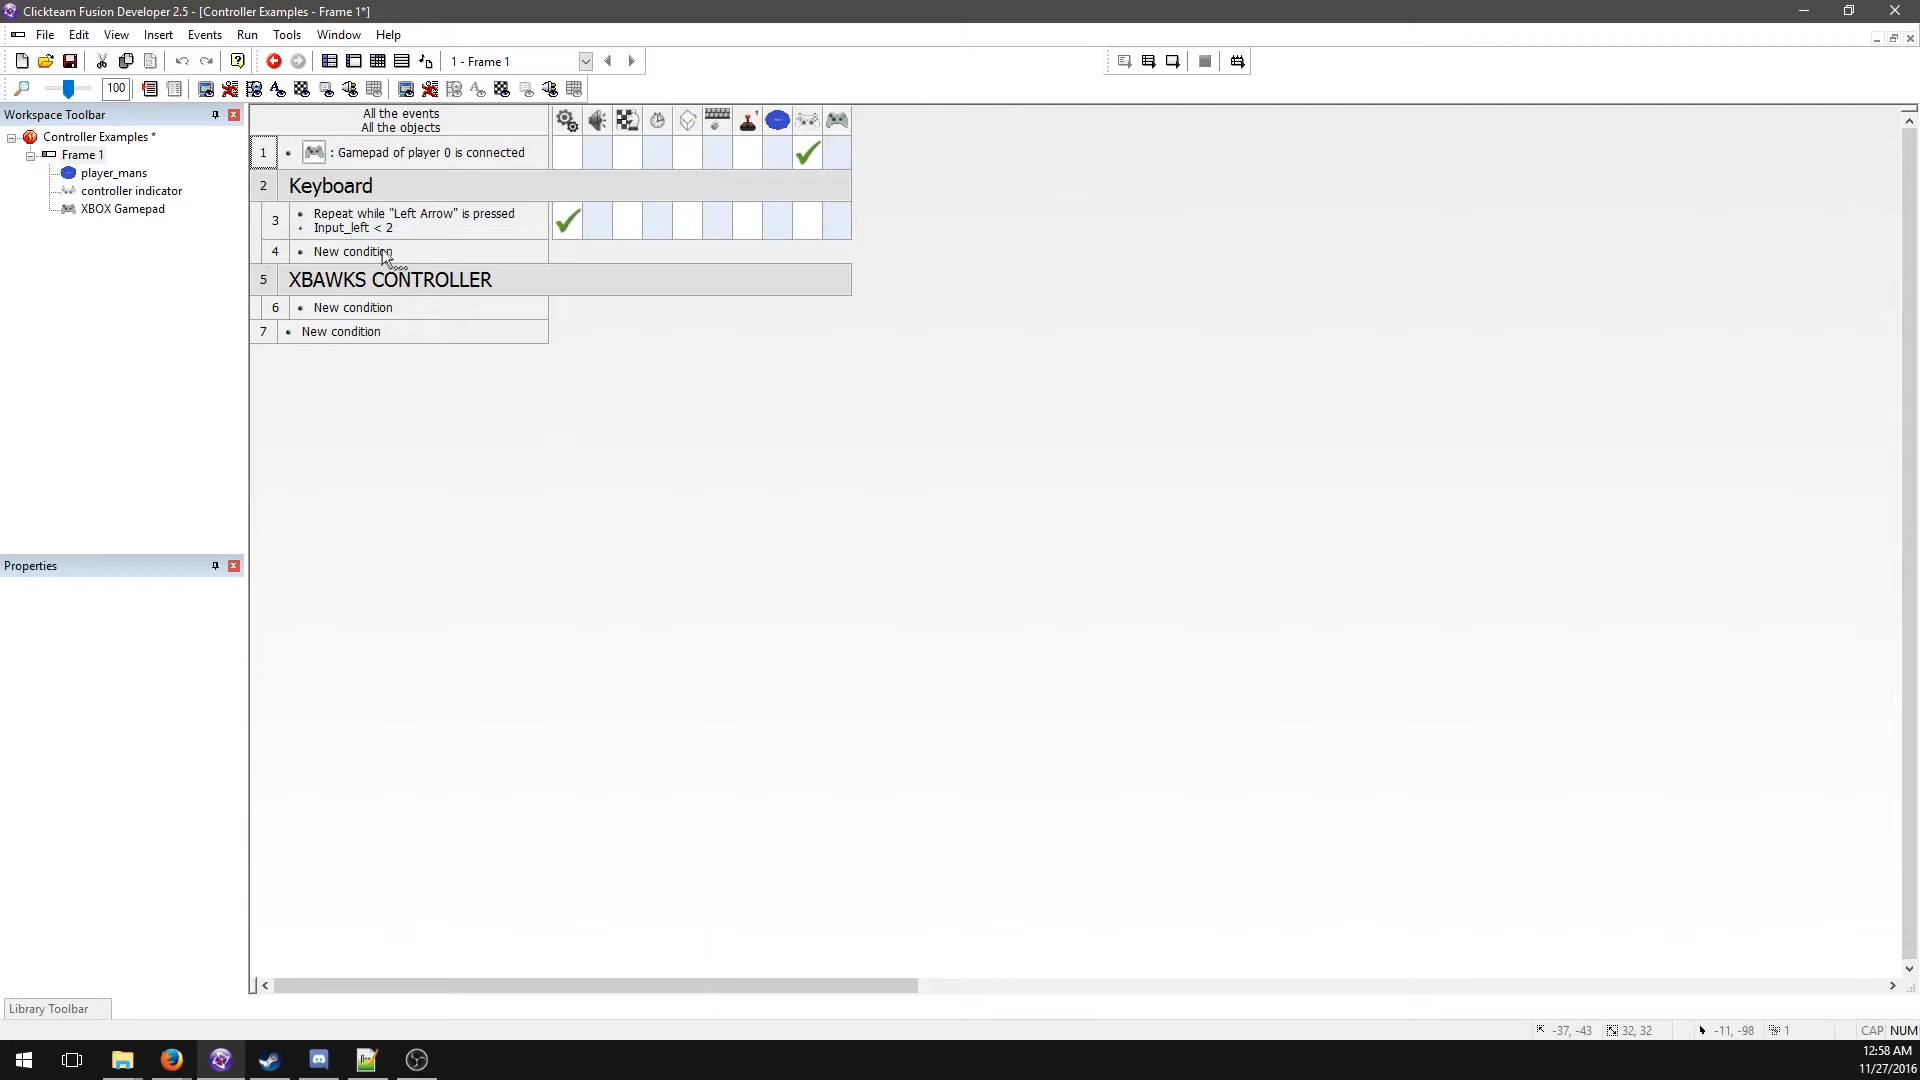 Clickteam Fusion Developer 2.5 - [Controller Examples - Frame 1*]
File Edit View Insert Events Run Tools Window Help
1 - Frame 1
100
Workspace Toolbar
Controller Examples *
Frame 1
player_mans
controller indicator
XBOX Gamepad
Properties
Library Toolbar
All the events
All the objects
1 : Gamepad of player 0 is connected
2 Keyboard
3 Repeat while "Left Arrow" is pressed
+ Input_left < 2
4 New condition
5 XBAWKS CONTROLLER
6 New condition
7 New condition
-37, -43 32, 32 -11, -98 1 CAP NUM
12:58 AM
11/27/2016